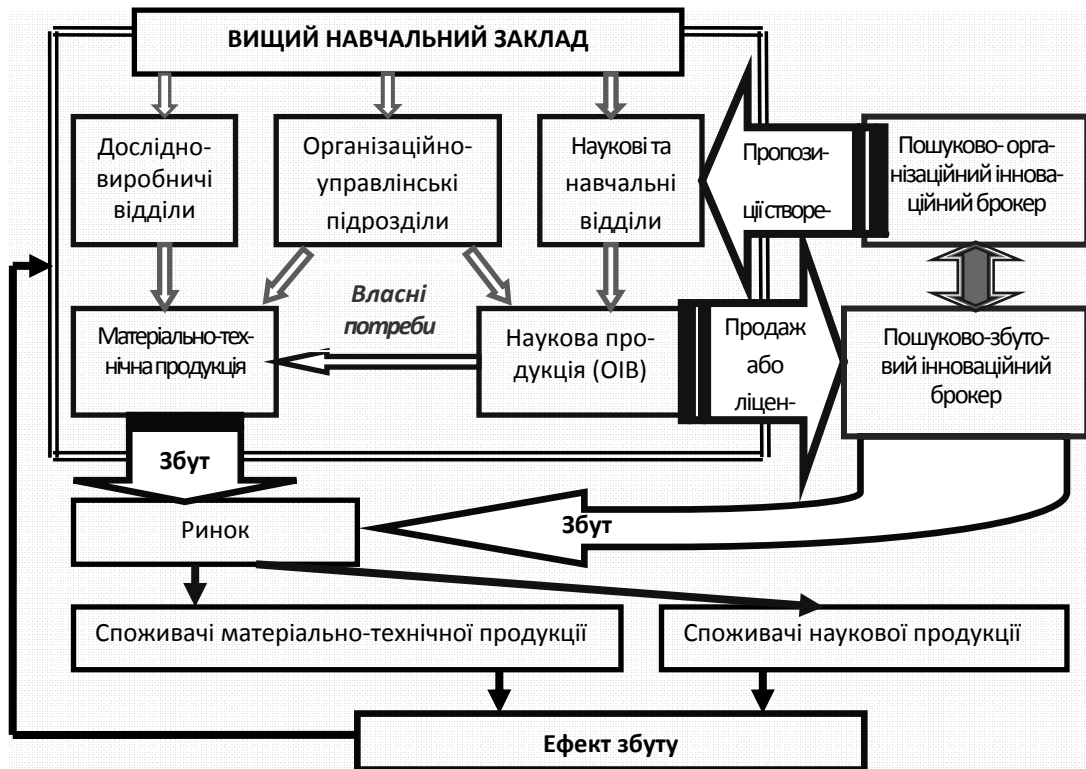 ВИЩИЙ НАВЧАЛЬНИЙ ЗАКЛАД
Дослідно-
виробничі
відділи
Організаційно-
управлінські
підрозділи
Наукові та
навчальні
відділи
Пропози-
ції створе-
Пошуково- орга-
нізаційний іннова-
ційний брокер
Власні
потреби
Матеріально-тех-
нічна продукція
Наукова про-
дукція (ОІВ)
Продаж
або
ліцен-
Пошуково-збуто-
вий інноваційний
брокер
Збут
Ринок
Збут
Споживачі матеріально-технічної продукції
Споживачі наукової продукції
Ефект збуту